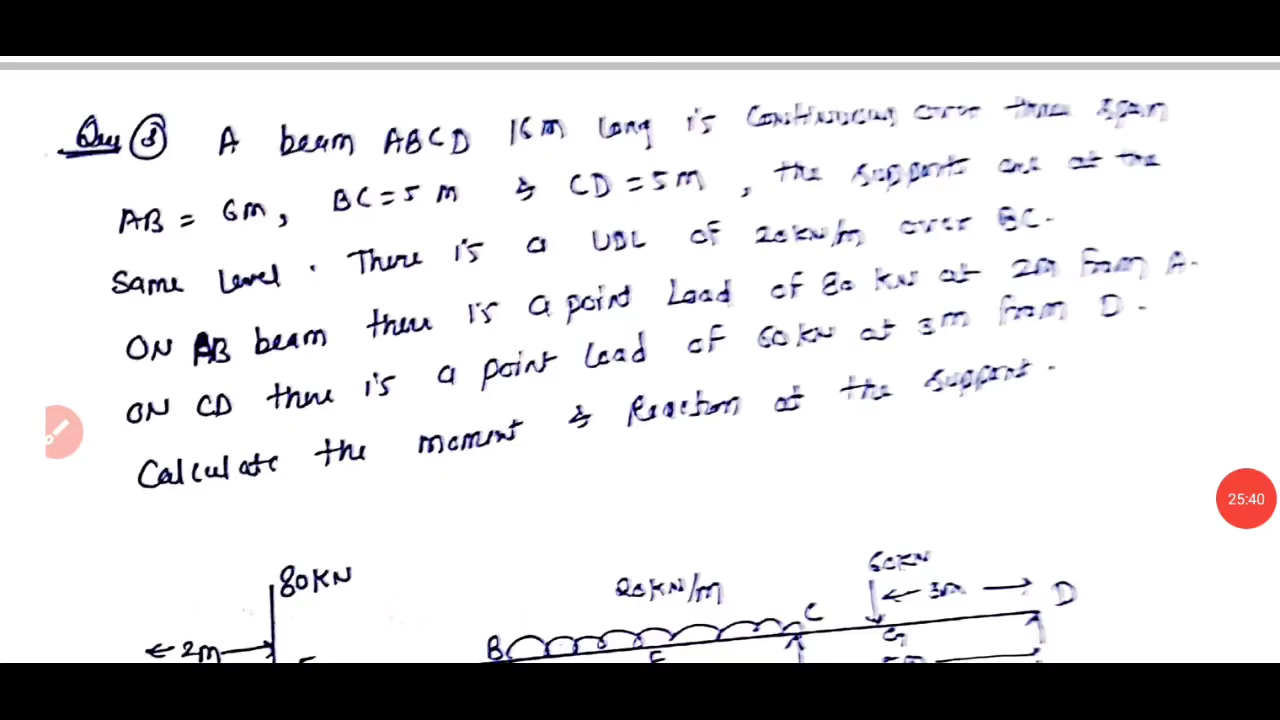 Que 3 A beam ABCD 16m long is continuous over three span
AB = 6m, BC = 5 m & CD = 5m, the supports are at the
same level. There is a UDL of 20kN/m over BC.
ON AB beam there is a point load of 80 kN at 2m from A.
ON CD there is a point load of 60kN at 3m from D.
Calculate the moment & Reaction at the support.
25:40
80KN
20KN/m
60KN
← 3m →
D
C
B
← 2m →
F
G
5m